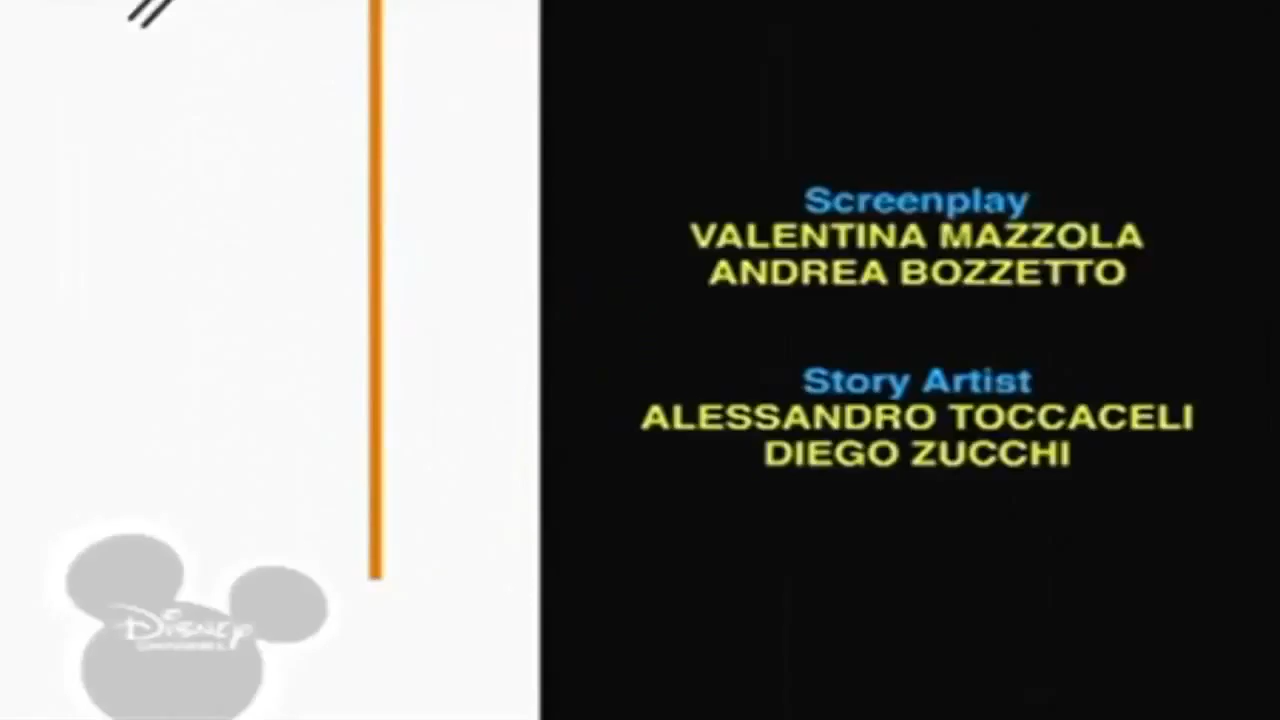 Screenplay
VALENTINA MAZZOLA
ANDREA BOZZETTO
Story Artist
ALESSANDRO TOCCACELI
DIEGO ZUCCHI
Disney